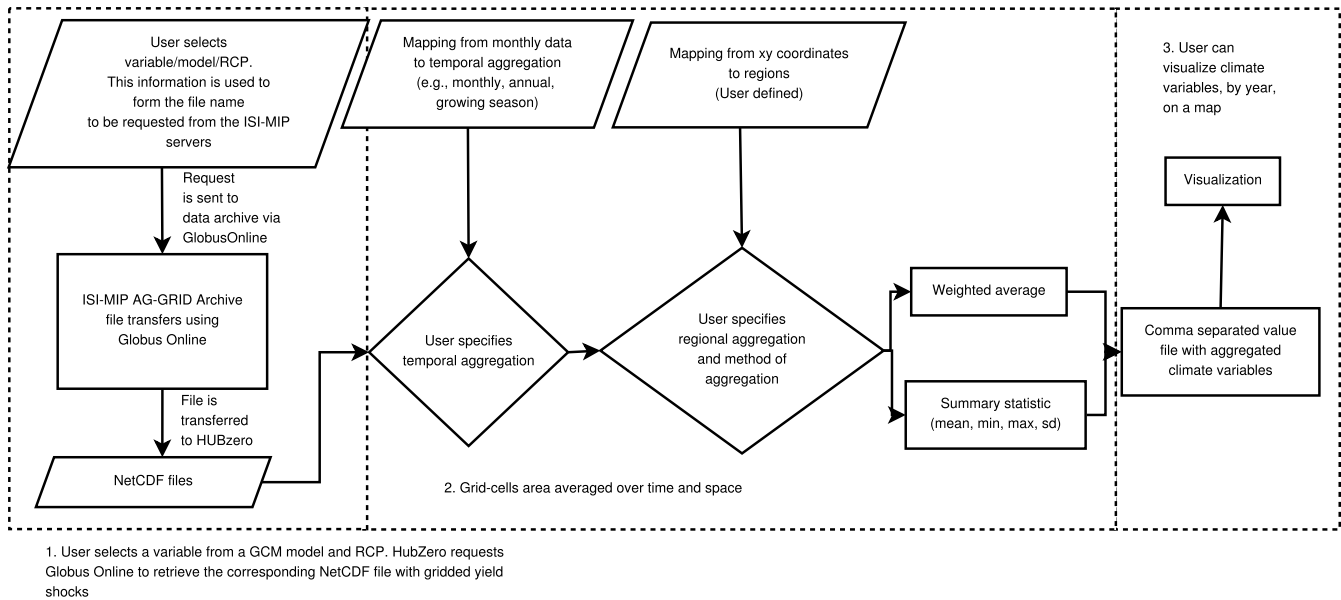 User selects
variable/model/RCP.
This information is used to
form the file name
to be requested from the ISI-MIP
servers
Request
is sent to
data archive via
GlobusOnline
ISI-MIP AG-GRID Archive
file transfers using
Globus Online
File is
transferred
to HUBzero
NetCDF files
Mapping from monthly data
to temporal aggregation
(e.g., monthly, annual,
growing season)
User specifies
temporal aggregation
Mapping from xy coordinates
to regions
(User defined)
User specifies
regional aggregation
and method of
aggregation
Weighted average
Summary statistic
(mean, min, max, sd)
2. Grid-cells area averaged over time and space
3. User can
visualize climate
variables, by year,
on a map
Visualization
Comma separated value
file with aggregated
climate variables
1. User selects a variable from a GCM model and RCP. HubZero requests
Globus Online to retrieve the corresponding NetCDF file with gridded yield
shocks